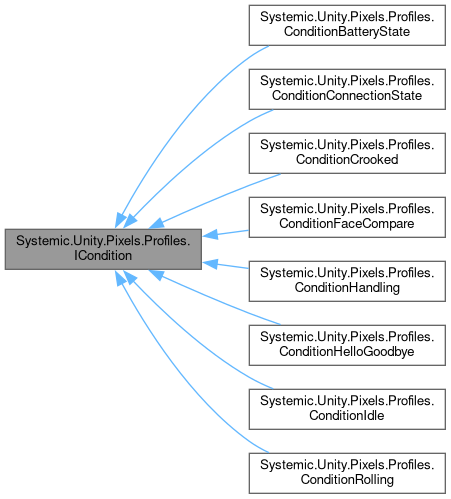 Systemic.Unity.Pixels.Profiles.
ConditionBatteryState
Systemic.Unity.Pixels.Profiles.
ConditionConnectionState
Systemic.Unity.Pixels.Profiles.
ConditionCrooked
Systemic.Unity.Pixels.Profiles.
ConditionFaceCompare
Systemic.Unity.Pixels.Profiles.
ICondition
Systemic.Unity.Pixels.Profiles.
ConditionHandling
Systemic.Unity.Pixels.Profiles.
ConditionHelloGoodbye
Systemic.Unity.Pixels.Profiles.
ConditionIdle
Systemic.Unity.Pixels.Profiles.
ConditionRolling